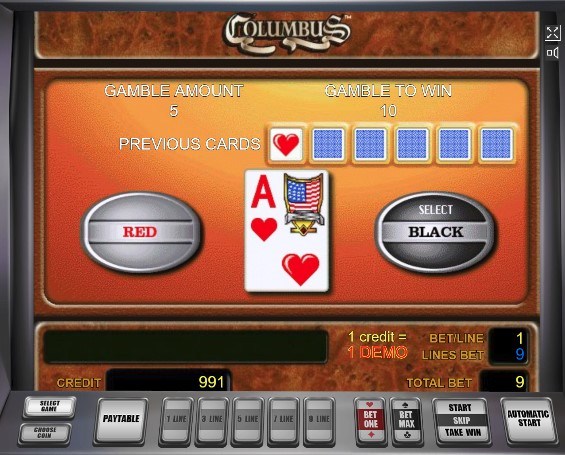 COLUMBUS™
GAMBLE AMOUNT GAMBLE TO WIN
5 10
PREVIOUS CARDS
A
RED
SELECT
BLACK
1 credit = BET/LINE 1
1 DEMO LINES BET 9
CREDIT 991 TOTAL BET 9
SELECT GAME
CHOOSE COIN
PAYTABLE
1 LINE 3 LINE 5 LINE 7 LINE 9 LINE
BET ONE
BET MAX
START
SKIP
TAKE WIN
AUTOMATIC START